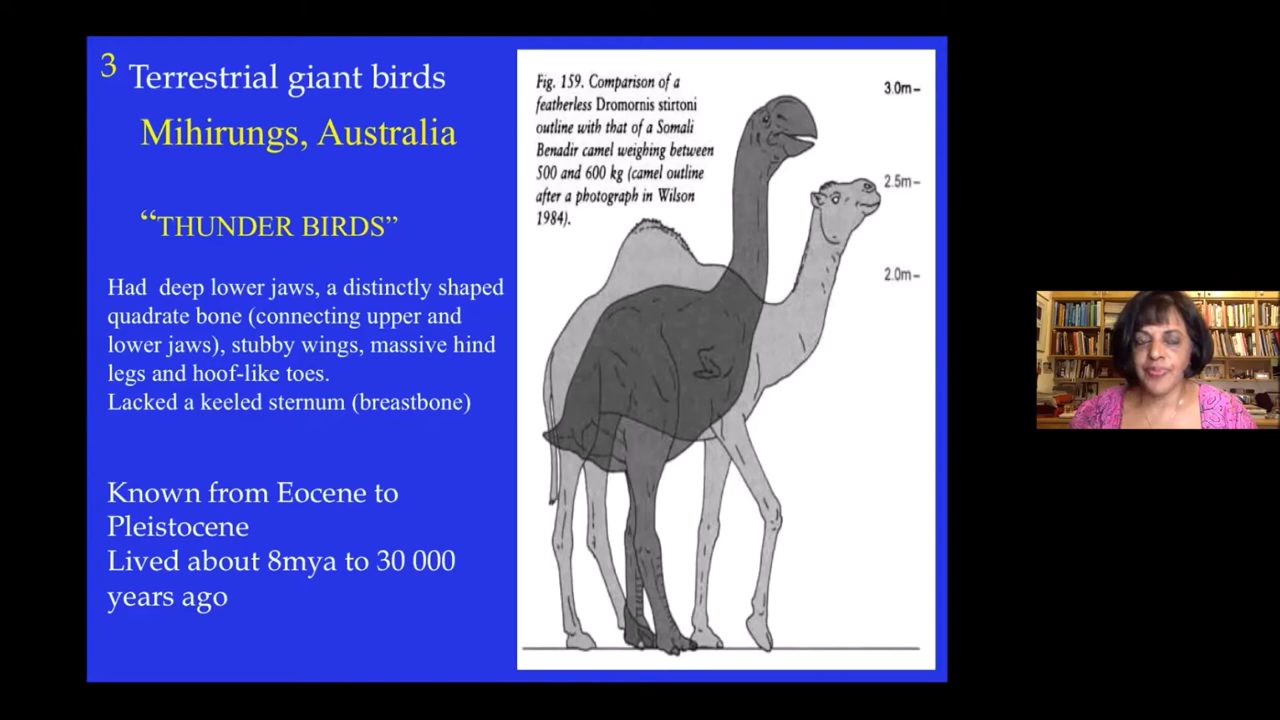 3
Terrestrial giant birds
Mihirungs, Australia
“THUNDER BIRDS”
Had deep lower jaws, a distinctly shaped
quadrate bone (connecting upper and
lower jaws), stubby wings, massive hind
legs and hoof-like toes.
Lacked a keeled sternum (breastbone)
Known from Eocene to
Pleistocene
Lived about 8mya to 30 000
years ago
Fig. 159. Comparison of a
featherless Dromornis stirtoni
outline with that of a Somali
Benadir camel weighing between
500 and 600 kg (camel outline
after a photograph in Wilson
1984).
3.0m–
2.5m–
2.0m–